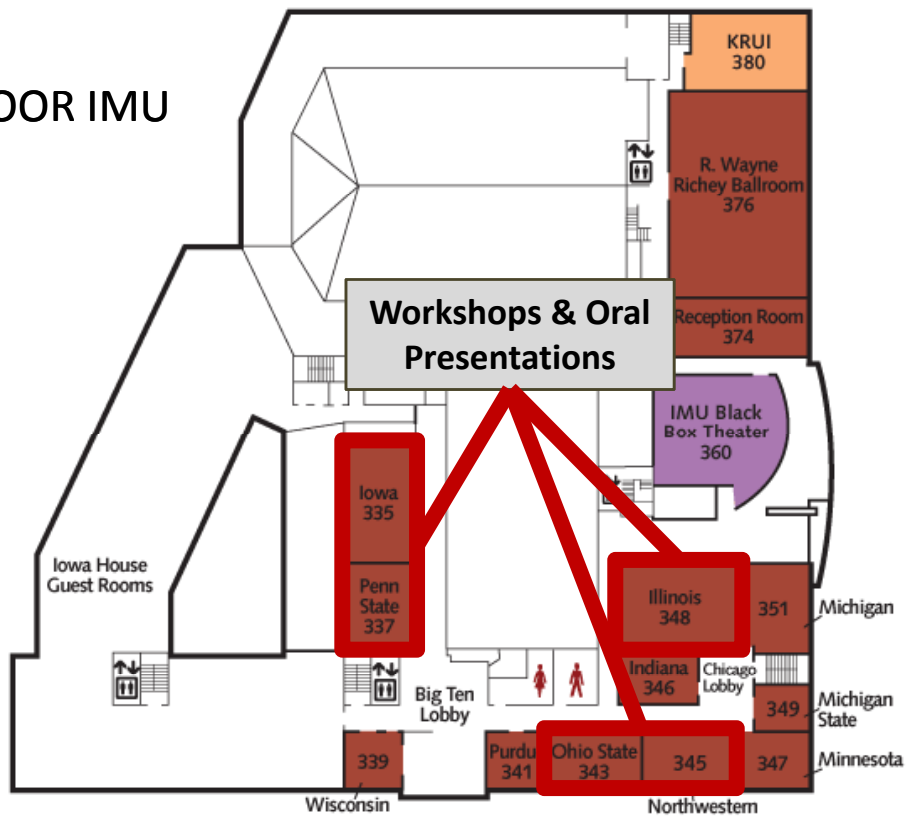 KRUI
380
OOR IMU
R. Wayne
Richey Ballroom
376
Workshops & Oral
Presentations
Reception Room
374
IMU Black
Box Theater
360
Iowa
335
Iowa House
Guest Rooms
Penn
State
337
Illinois
348
351
Michigan
Indiana
346
Chicago
Lobby
Big Ten
Lobby
349
Michigan
State
339
Purdu
341
Ohio State
343
345
347
Minnesota
Wisconsin
Northwestern